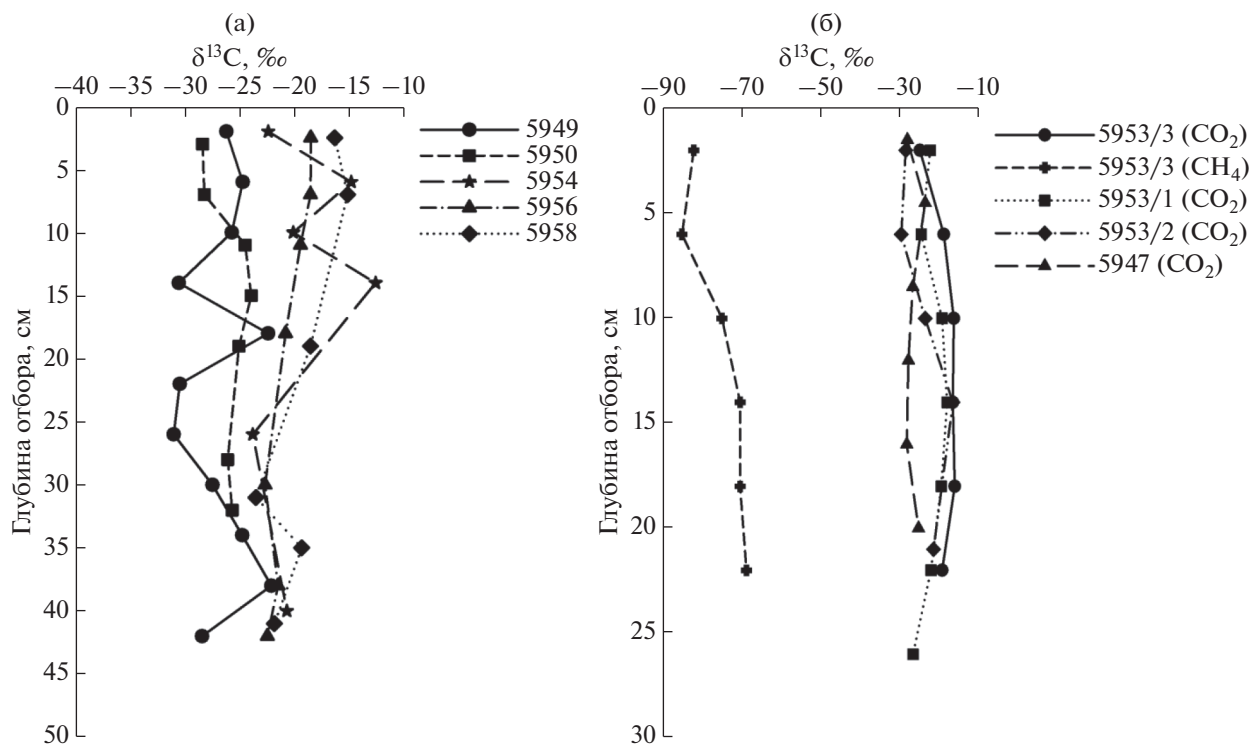 (а)
δ¹³C, ‰
−40 −35 −30 −25 −20 −15 −10
0
5
10
15
20
25
30
35
40
45
50
Глубина отбора, см
5949
5950
5954
5956
5958
(б)
δ¹³C, ‰
−90 −70 −50 −30 −10
0
5
10
15
20
25
30
Глубина отбора, см
5953/3 (CO₂)
5953/3 (CH₄)
5953/1 (CO₂)
5953/2 (CO₂)
5947 (CO₂)